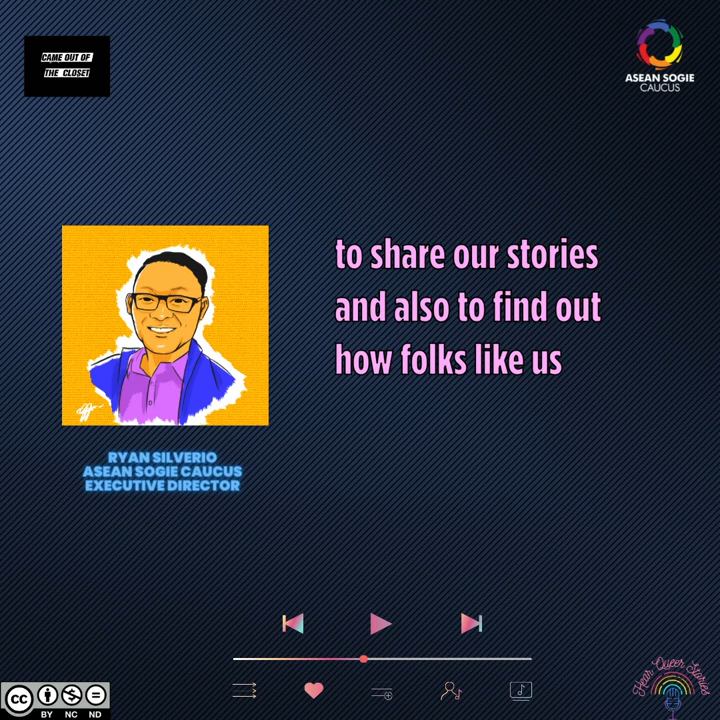 CAME OUT OF
THE CLOSET
ASEAN SOGIE
CAUCUS
to share our stories
and also to find out
how folks like us
RYAN SILVERIO
ASEAN SOGIE CAUCUS
EXECUTIVE DIRECTOR
Hear Queer Stories
cc
BY NC ND